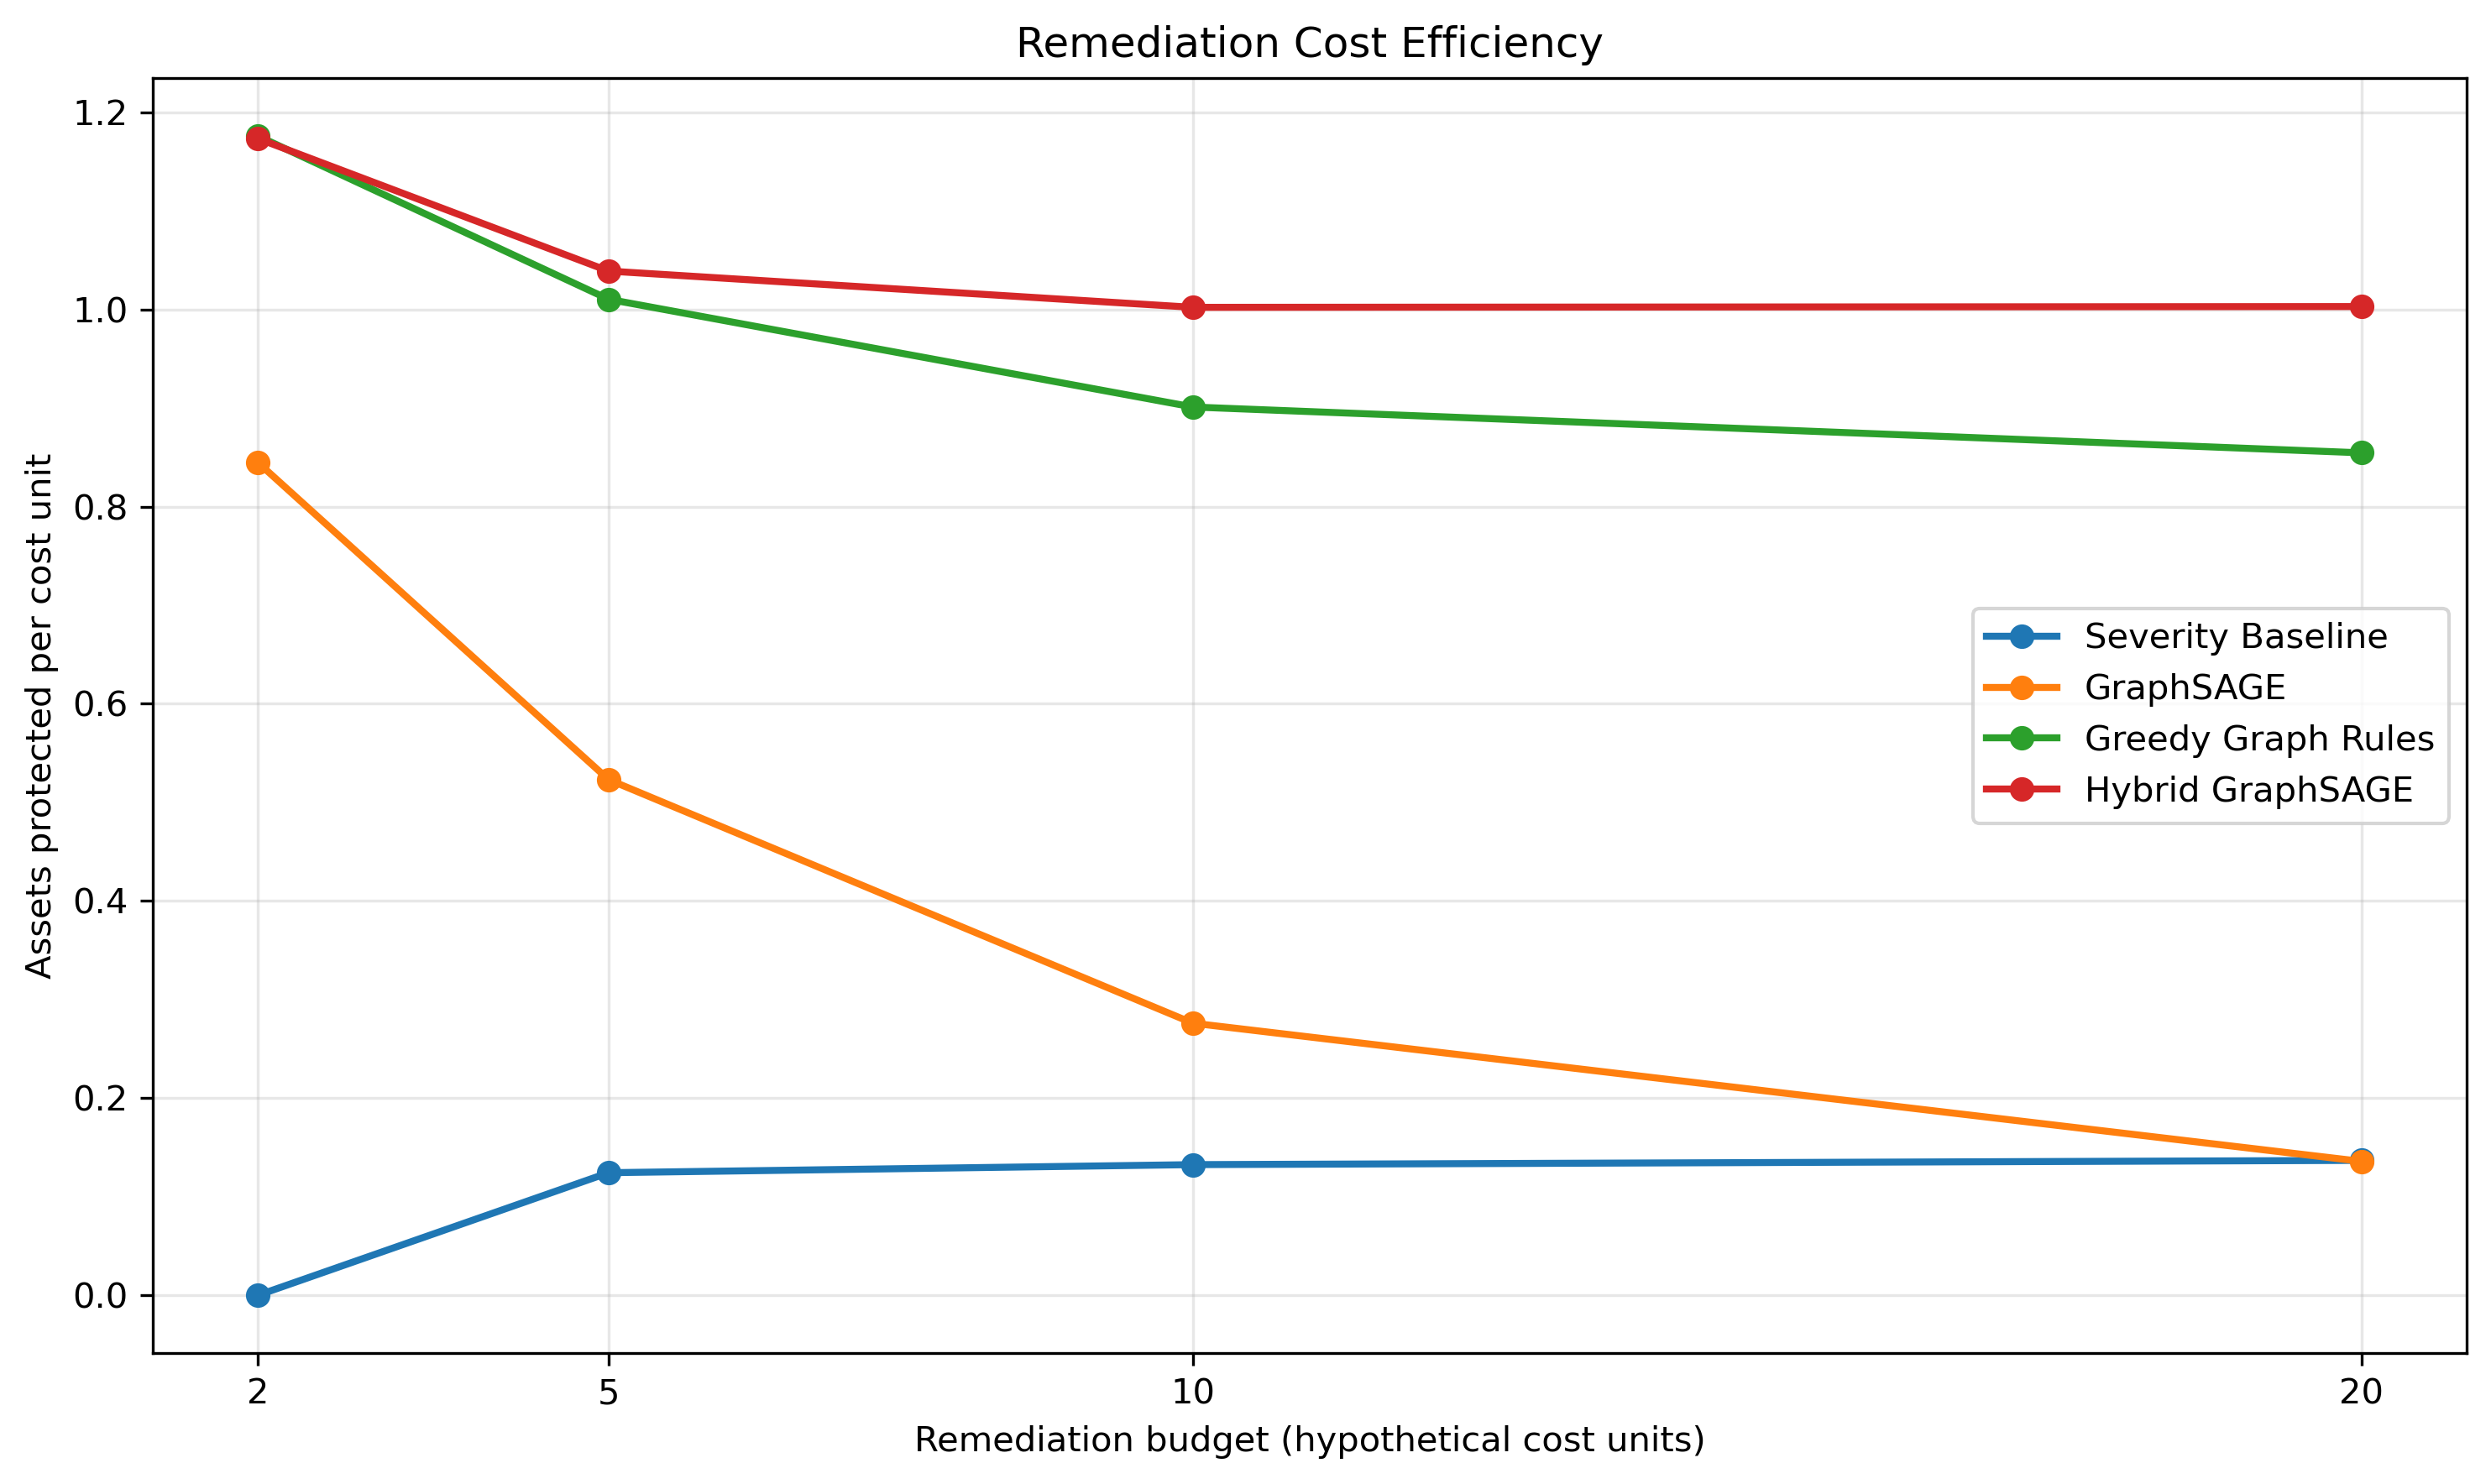 Remediation Cost Efficiency
Assets protected per cost unit
1.2
1.0
0.8
0.6
0.4
0.2
0.0
Severity Baseline
GraphSAGE
Greedy Graph Rules
Hybrid GraphSAGE
2 5 10 20
Remediation budget (hypothetical cost units)